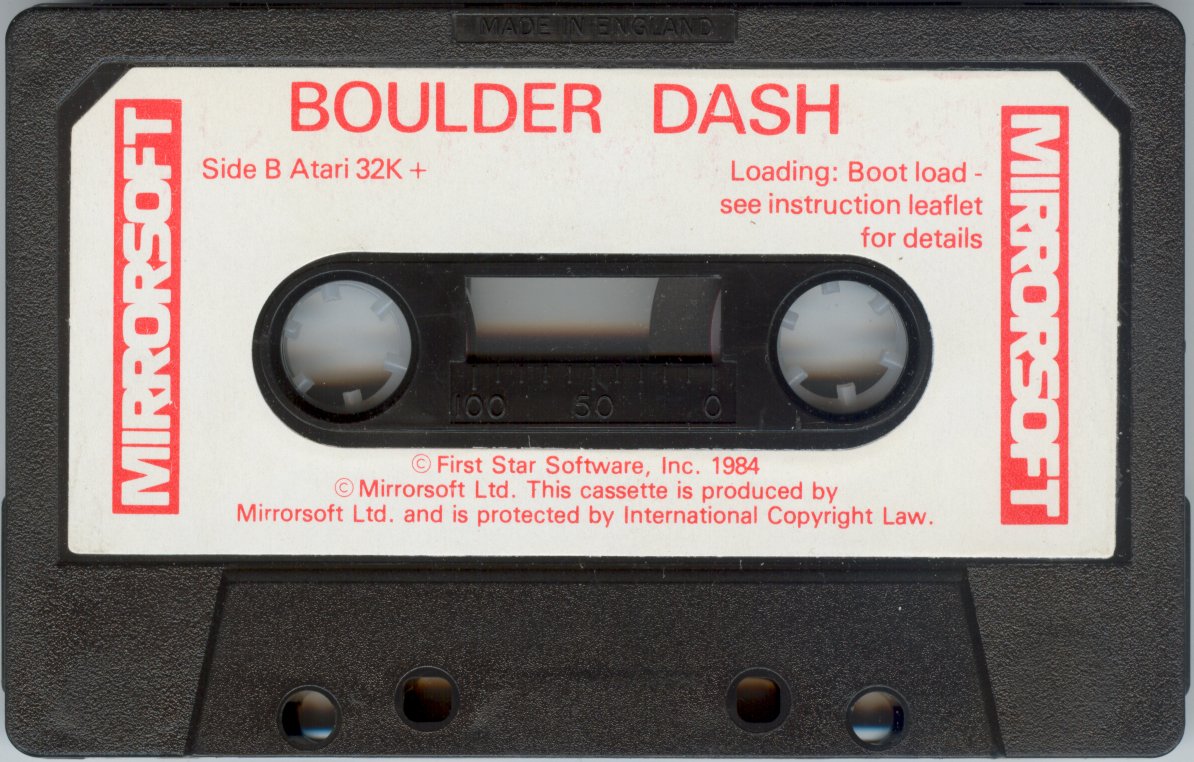 MADE IN ENGLAND
BOULDER DASH
MIRRORSOFT
Side B Atari 32K +
Loading: Boot load -
see instruction leaflet
for details
MIRRORSOFT
100 50 0
© First Star Software, Inc. 1984
© Mirrorsoft Ltd. This cassette is produced by
Mirrorsoft Ltd. and is protected by International Copyright Law.